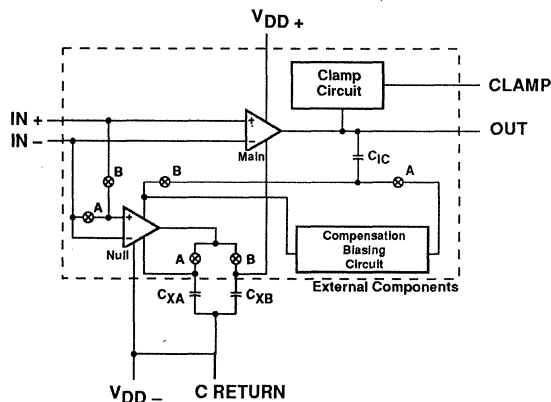 VDD +
Clamp
Circuit
CLAMP
IN +
+
OUT
IN −
−
Main
CIC
B
B
A
A
+
−
Null
Compensation
Biasing
Circuit
A
B
External Components
CXA
CXB
VDD −
C RETURN